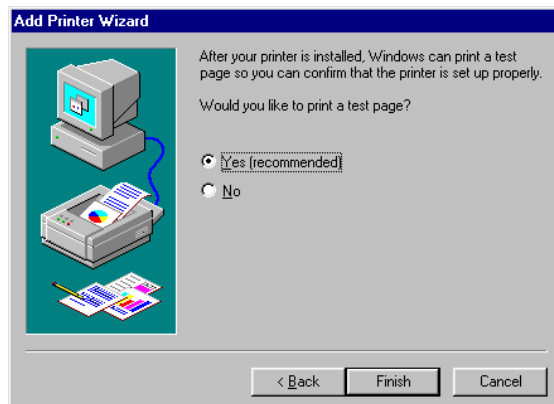 Add Printer Wizard
After your printer is installed, Windows can print a test
page so you can confirm that the printer is set up properly.
Would you like to print a test page?
Yes (recommended)
No
< Back Finish Cancel